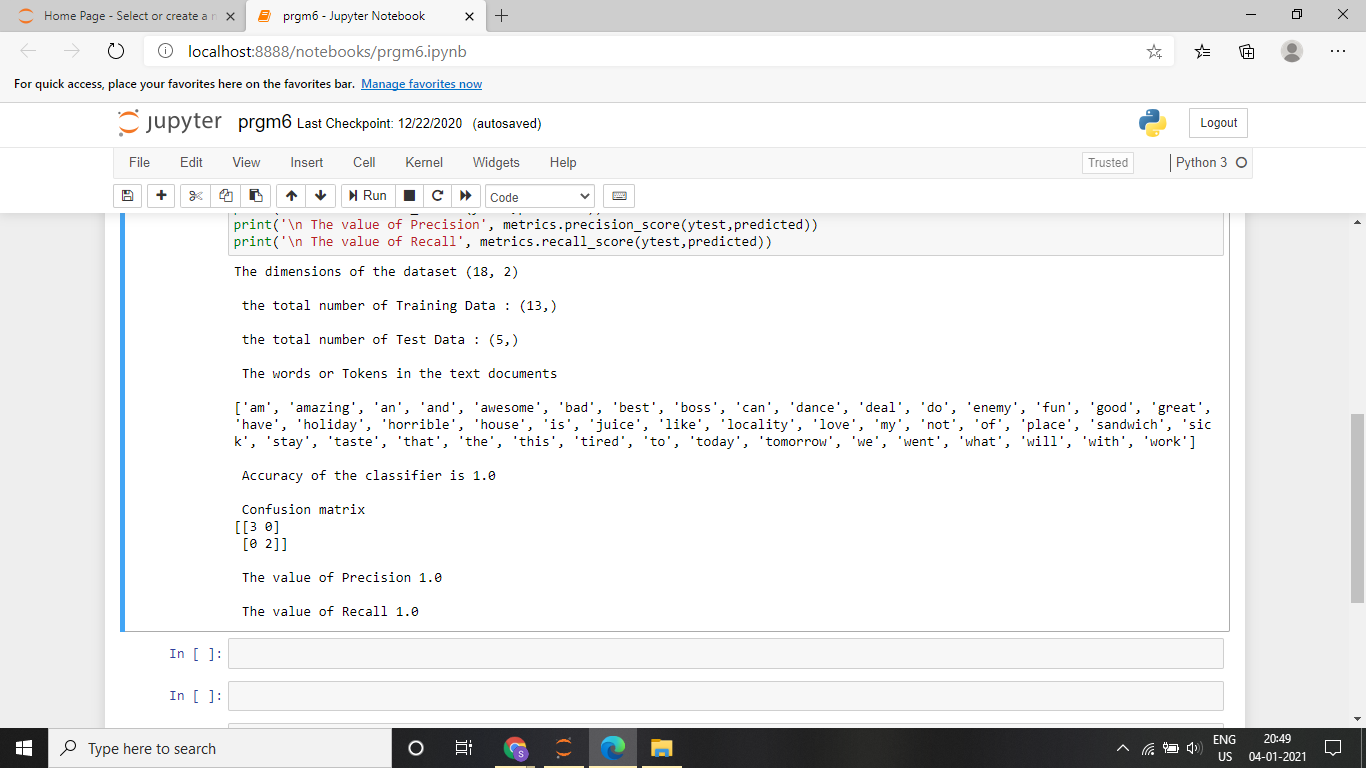 Home Page - Select or create a n
prgm6 - Jupyter Notebook
localhost:8888/notebooks/prgm6.ipynb
For quick access, place your favorites here on the favorites bar. Manage favorites now
jupyter prgm6 Last Checkpoint: 12/22/2020 (autosaved)
Logout
File Edit View Insert Cell Kernel Widgets Help
Trusted
Python 3
Run
Code
print('\n The value of Precision', metrics.precision_score(ytest,predicted))
print('\n The value of Recall', metrics.recall_score(ytest,predicted))
The dimensions of the dataset (18, 2)
the total number of Training Data : (13,)
the total number of Test Data : (5,)
The words or Tokens in the text documents
['am', 'amazing', 'an', 'and', 'awesome', 'bad', 'best', 'boss', 'can', 'dance', 'deal', 'do', 'enemy', 'fun', 'good', 'great',
'have', 'holiday', 'horrible', 'house', 'is', 'juice', 'like', 'locality', 'love', 'my', 'not', 'of', 'place', 'sandwich', 'sic
k', 'stay', 'taste', 'that', 'the', 'this', 'tired', 'to', 'today', 'tomorrow', 'we', 'went', 'what', 'will', 'with', 'work']
Accuracy of the classifier is 1.0
Confusion matrix
[[3 0]
[0 2]]
The value of Precision 1.0
The value of Recall 1.0
In [ ]:
In [ ]:
Type here to search
S
ENG
US
20:49
04-01-2021